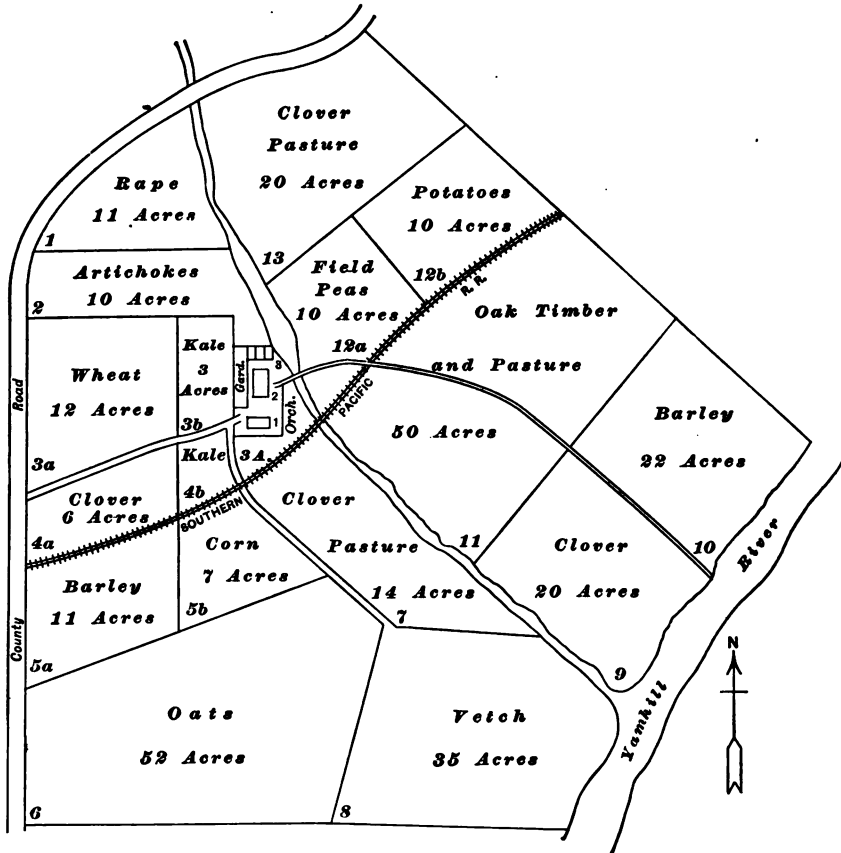 Clover
Pasture
20 Acres
13
Rape
11 Acres
1
Potatoes
10 Acres
12b
R. R.
Artichokes
10 Acres
2
Field
Peas
10 Acres
12a
Oak Timber
and Pasture
50 Acres
11
Kale
3
Acres
3b
Gard.
3
2
1
Orch.
Wheat
12 Acres
3a
Road
PACIFIC
Barley
22 Acres
10
Kale
4b
3A.
Clover
6 Acres
4a
SOUTHERN
Clover
Pasture
14 Acres
7
Corn
7 Acres
5b
Clover
20 Acres
9
River
Barley
11 Acres
5a
County
N
Oats
52 Acres
6
Vetch
35 Acres
8
Yamhill